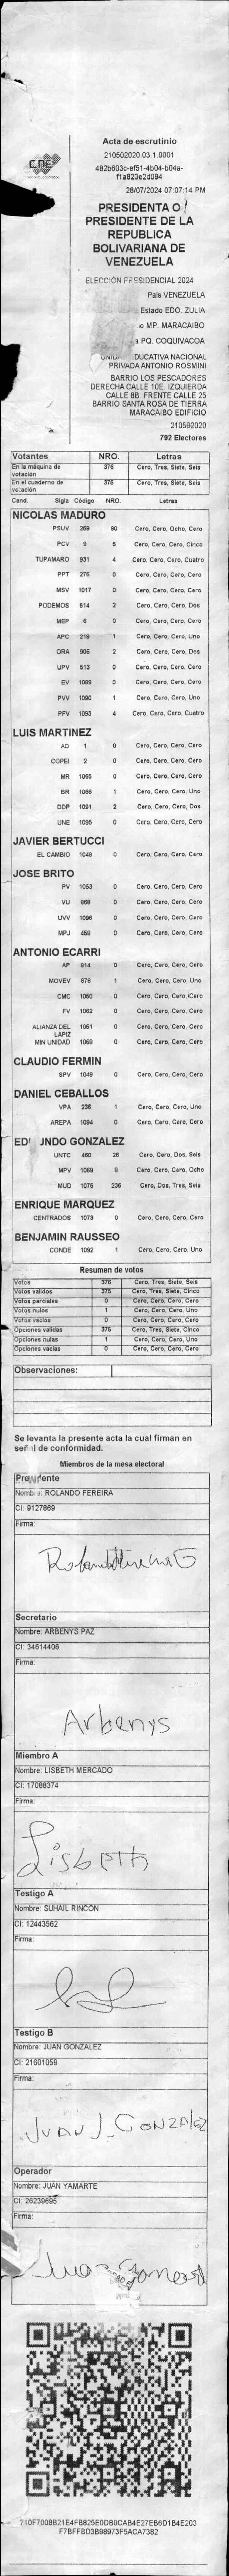 CNE
Acta de escrutinio
210502020.03.1.0001
482b603c-ef51-4b04-b04a-
f1a823e2d094
28/07/2024 07:07:14 PM
PRESIDENTA O
PRESIDENTE DE LA
REPUBLICA
BOLIVARIANA DE
VENEZUELA
ELECCIÓN PRESIDENCIAL 2024
País VENEZUELA
Estado EDO. ZULIA
MP. MARACAIBO
PQ. COQUIVACOA
DUCATIVA NACIONAL
PRIVADA ANTONIO ROSMINI
BARRIO LOS PESCADORES
DERECHA CALLE 10E. IZQUIERDA
CALLE 8B. FRENTE CALLE 25
BARRIO SANTA ROSA DE TIERRA
MARACAIBO EDIFICIO
210502020
792 Electores
Votantes NRO. Letras
En la máquina de votación 376 Cero, Tres, Siete, Seis
En el cuaderno de votación 376 Cero, Tres, Siete, Seis
Cand. Sigla Código NRO. Letras
NICOLAS MADURO
PSUV 269 80 Cero, Cero, Ocho, Cero
PCV 9 5 Cero, Cero, Cero, Cinco
TUPAMARO 931 4 Cero, Cero, Cero, Cuatro
PPT 276 0 Cero, Cero, Cero, Cero
MSV 1017 0 Cero, Cero, Cero, Cero
PODEMOS 514 2 Cero, Cero, Cero, Dos
MEP 6 0 Cero, Cero, Cero, Cero
APC 219 1 Cero, Cero, Cero, Uno
ORA 906 2 Cero, Cero, Cero, Dos
UPV 513 0 Cero, Cero, Cero, Cero
EV 1089 0 Cero, Cero, Cero, Cero
PVV 1090 1 Cero, Cero, Cero, Uno
PFV 1093 4 Cero, Cero, Cero, Cuatro
LUIS MARTINEZ
AD 1 0 Cero, Cero, Cero, Cero
COPEI 2 0 Cero, Cero, Cero, Cero
MR 1065 0 Cero, Cero, Cero, Cero
BR 1066 1 Cero, Cero, Cero, Uno
DDP 1091 2 Cero, Cero, Cero, Dos
UNE 1095 0 Cero, Cero, Cero, Cero
JAVIER BERTUCCI
EL CAMBIO 1048 0 Cero, Cero, Cero, Cero
JOSE BRITO
PV 1053 0 Cero, Cero, Cero, Cero
VU 868 0 Cero, Cero, Cero, Cero
UVV 1096 0 Cero, Cero, Cero, Cero
MPJ 458 0 Cero, Cero, Cero, Cero
ANTONIO ECARRI
AP 814 0 Cero, Cero, Cero, Cero
MOVEV 878 1 Cero, Cero, Cero, Uno
CMC 1050 0 Cero, Cero, Cero, Cero
FV 1062 0 Cero, Cero, Cero, Cero
ALIANZA DEL LAPIZ 1051 0 Cero, Cero, Cero, Cero
MIN UNIDAD 1068 0 Cero, Cero, Cero, Cero
CLAUDIO FERMIN
SPV 1049 0 Cero, Cero, Cero, Cero
DANIEL CEBALLOS
VPA 236 1 Cero, Cero, Cero, Uno
AREPA 1094 0 Cero, Cero, Cero, Cero
UNDO GONZALEZ
UNTC 460 26 Cero, Cero, Dos, Seis
MPV 1069 8 Cero, Cero, Cero, Ocho
MUD 1075 236 Cero, Dos, Tres, Seis
ENRIQUE MARQUEZ
CENTRADOS 1073 0 Cero, Cero, Cero, Cero
BENJAMIN RAUSSEO
CONDE 1092 1 Cero, Cero, Cero, Uno
Resumen de votos
Votos 376 Cero, Tres, Siete, Seis
Votos validos 375 Cero, Tres, Siete, Cinco
Votos parciales 0 Cero, Cero, Cero, Cero
Votos nulos 1 Cero, Cero, Cero, Uno
Votos vacios 0 Cero, Cero, Cero, Cero
Opciones validas 375 Cero, Tres, Siete, Cinco
Opciones nulas 1 Cero, Cero, Cero, Uno
Opciones vacias 0 Cero, Cero, Cero, Cero
Observaciones:
Se levanta la presente acta la cual firman en
señal de conformidad.
Miembros de la mesa electoral
Presidente
Nombre: ROLANDO FEREIRA
CI: 9127869
Firma:
Secretario
Nombre: ARBENYS PAZ
CI: 34614406
Firma:
Arbenys
Miembro A
Nombre: LISBETH MERCADO
CI: 17088374
Firma:
Lisbeth
Testigo A
Nombre: SUHAIL RINCON
CI: 12443562
Firma:
Testigo B
Nombre: JUAN GONZALEZ
CI: 21601059
Firma:
JUAN J. GONZALEZ
Operador
Nombre: JUAN YAMARTE
CI: 26239695
Firma:
210F7008B21E4FB825E0DB0CAB4E27EB6D1B4E203
F7BFFBD3B98973F5ACA7382